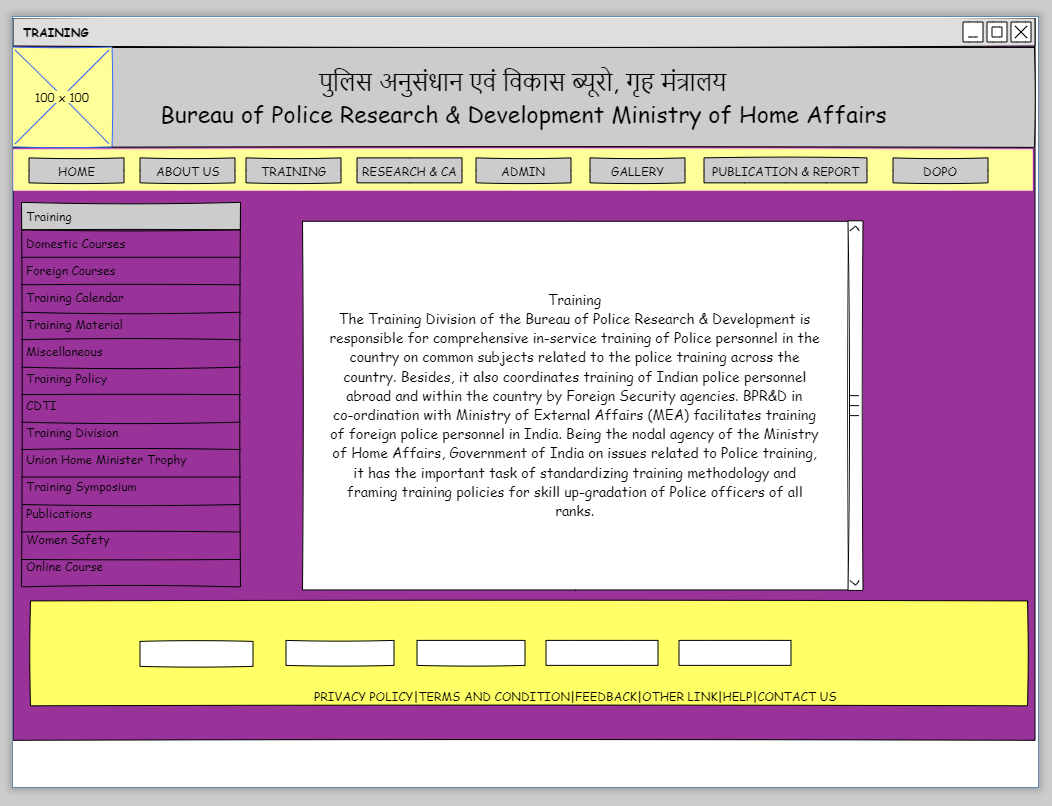 TRAINING
100 x 100
पुलिस अनुसंधान एवं विकास ब्यूरो, गृह मंत्रालय
Bureau of Police Research & Development Ministry of Home Affairs
HOME ABOUT US TRAINING RESEARCH & CA ADMIN GALLERY PUBLICATION & REPORT DOPO
Training
Domestic Courses
Foreign Courses
Training Calendar
Training Material
Miscellaneous
Training Policy
CDTI
Training Division
Union Home Minister Trophy
Training Symposium
Publications
Women Safety
Online Course
Training
The Training Division of the Bureau of Police Research & Development is
responsible for comprehensive in-service training of Police personnel in the
country on common subjects related to the police training across the
country. Besides, it also coordinates training of Indian police personnel
abroad and within the country by Foreign Security agencies. BPR&D in
co-ordination with Ministry of External Affairs (MEA) facilitates training
of foreign police personnel in India. Being the nodal agency of the Ministry
of Home Affairs, Government of India on issues related to Police training,
it has the important task of standardizing training methodology and
framing training policies for skill up-gradation of Police officers of all
ranks.
PRIVACY POLICY|TERMS AND CONDITION|FEEDBACK|OTHER LINK|HELP|CONTACT US